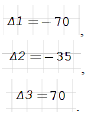 Δ1 = − 70 ,
Δ2 = − 35 ,
Δ3 = 70 .